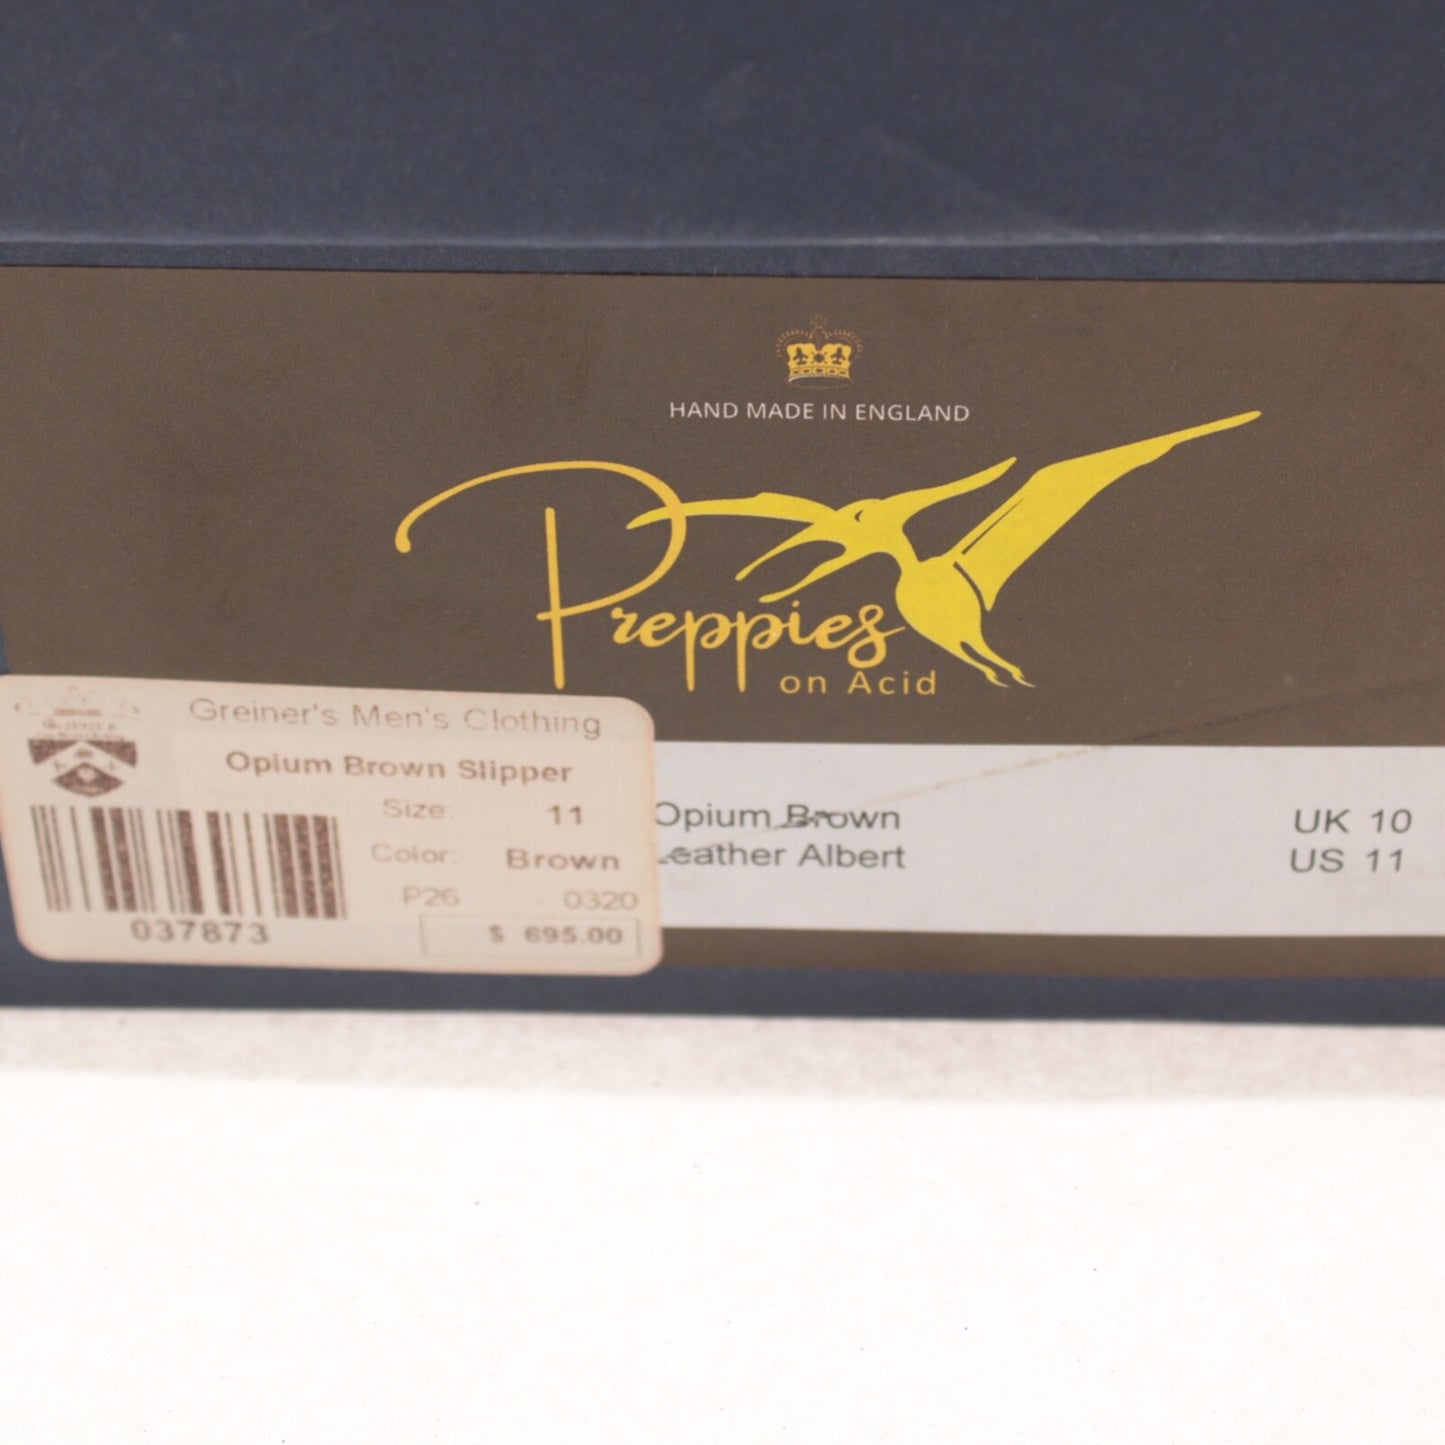 HAND MADE IN ENGLAND
Preppies
on Acid
Greiner's Men's Clothing
Opium Brown Slipper
Size: 11
Color: Brown
P26 - 0320
$ 695.00
037873
Opium Brown
Leather Albert
UK 10
US 11